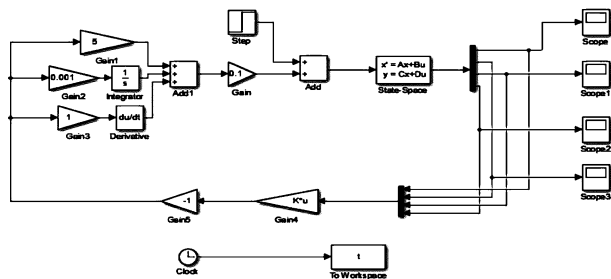 5
Gain1
0.001
Gain2
1
s
Integrator
1
Gain3
du/dt
Derivative
+
+
+
Add1
0.1
Gain
Step
+
+
Add
x' = Ax+Bu
y = Cx+Du
State-Space
Scope
Scope1
Scope2
Scope3
-1
Gain5
K*u
Gain4
Clock
t
To Workspace